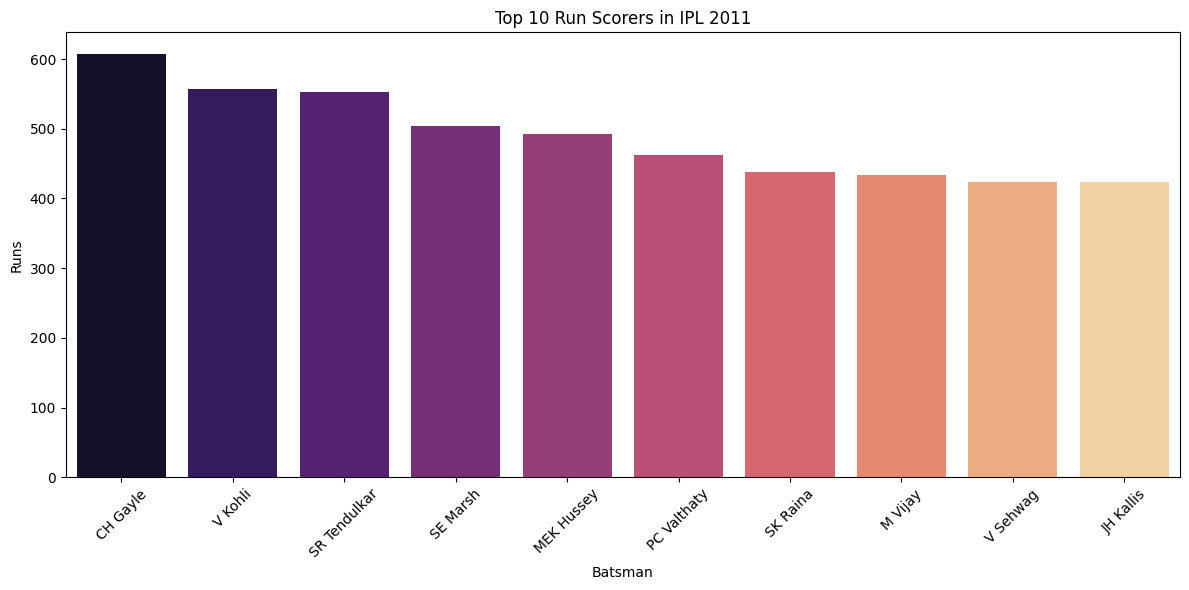 Top 10 Run Scorers in IPL 2011
Runs
600
500
400
300
200
100
0
CH Gayle
V Kohli
SR Tendulkar
SE Marsh
MEK Hussey
PC Valthaty
SK Raina
M Vijay
V Sehwag
JH Kallis
Batsman